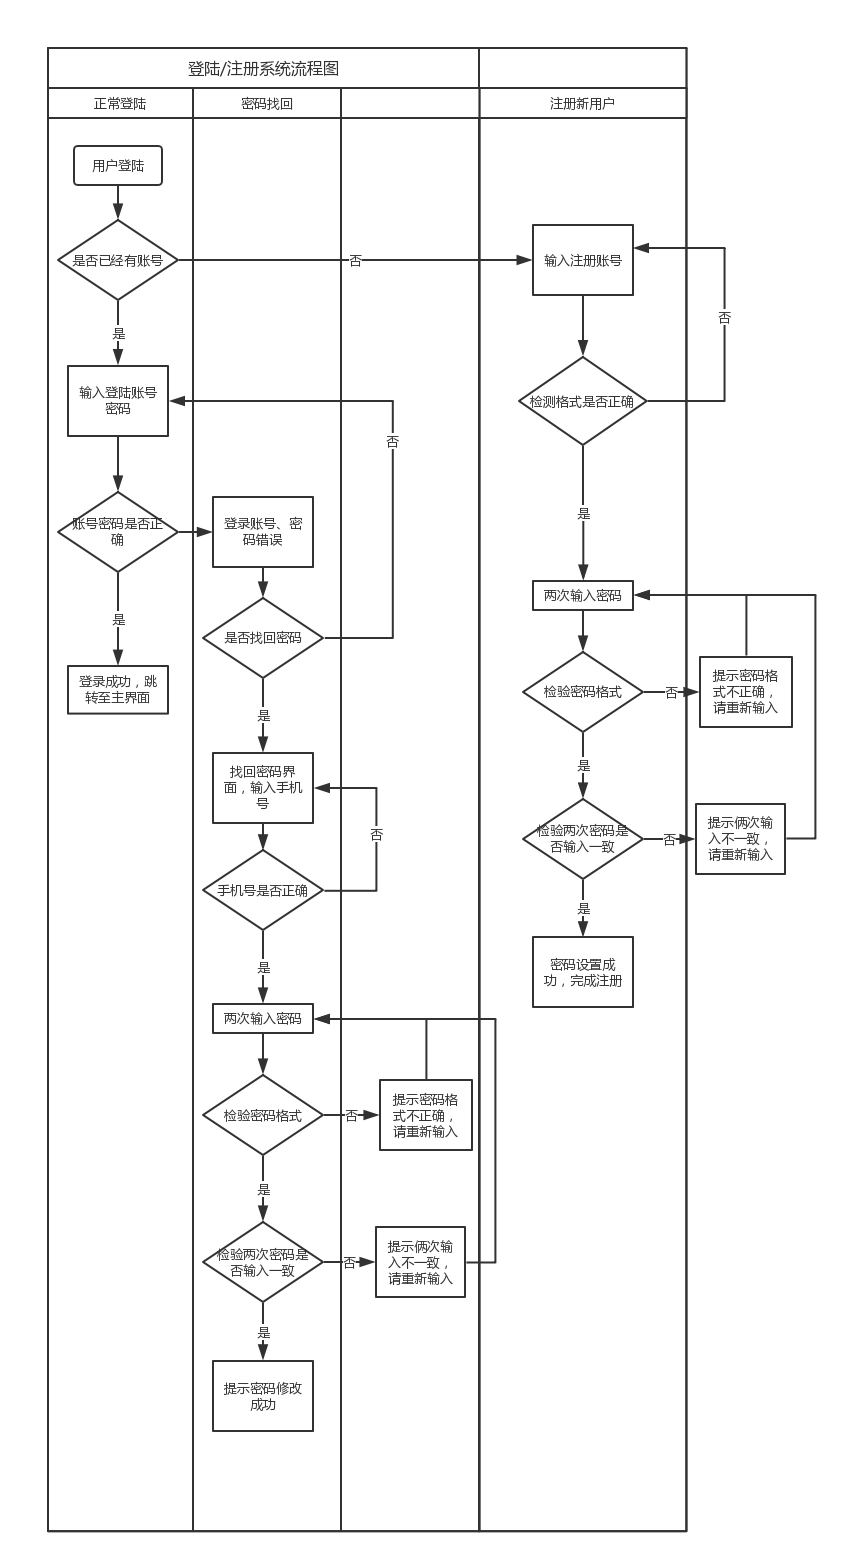 登陆/注册系统流程图
正常登陆
密码找回
注册新用户
用户登陆
是否已经有账号
否
输入注册账号
否
是
输入登陆账号
密码
检测格式是否正确
否
是
账号密码是否正
确
登录账号、密
码错误
是
是否找回密码
两次输入密码
登录成功，跳
转至主界面
是
检验密码格式
否
提示密码格
式不正确，
请重新输入
找回密码界
面，输入手机
号
是
否
检验两次密码是
否输入一致
否
提示俩次输
入不一致，
请重新输入
手机号是否正确
是
是
密码设置成
功，完成注册
两次输入密码
检验密码格式
否
提示密码格
式不正确，
请重新输入
是
检验两次密码是
否输入一致
否
提示俩次输
入不一致，
请重新输入
是
提示密码修改
成功